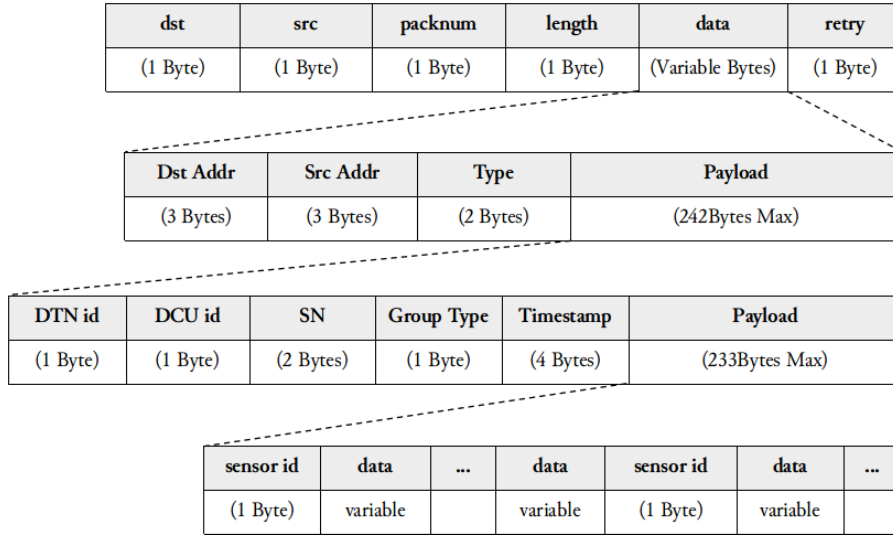 dst src packnum length data retry
(1 Byte) (1 Byte) (1 Byte) (1 Byte) (Variable Bytes) (1 Byte)
Dst Addr Src Addr Type Payload
(3 Bytes) (3 Bytes) (2 Bytes) (242Bytes Max)
DTN id DCU id SN Group Type Timestamp Payload
(1 Byte) (1 Byte) (2 Bytes) (1 Byte) (4 Bytes) (233Bytes Max)
sensor id data ... data sensor id data ...
(1 Byte) variable variable (1 Byte) variable